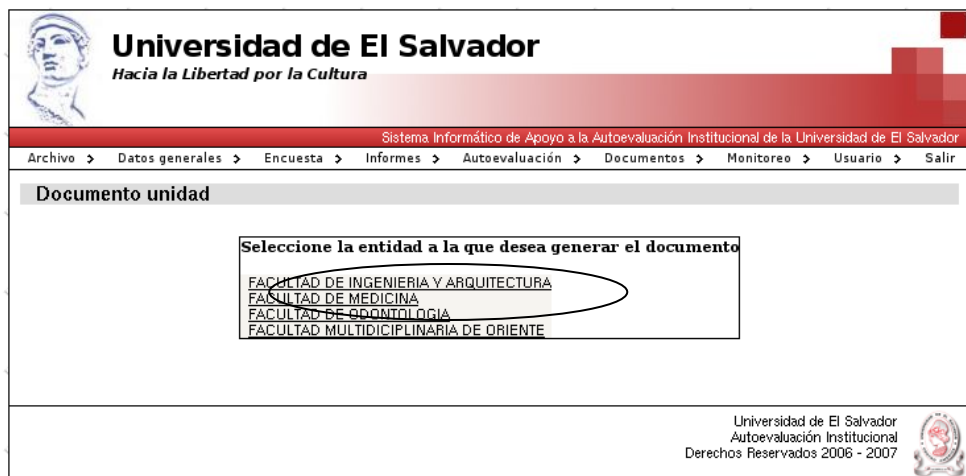 Universidad de El Salvador
Hacia la Libertad por la Cultura
Sistema Informático de Apoyo a la Autoevaluación Institucional de la Universidad de El Salvador
Archivo > Datos generales > Encuesta > Informes > Autoevaluación > Documentos > Monitoreo > Usuario > Salir
Documento unidad
Seleccione la entidad a la que desea generar el documento
FACULTAD DE INGENIERIA Y ARQUITECTURA
FACULTAD DE MEDICINA
FACULTAD DE ODONTOLOGIA
FACULTAD MULTIDICIPLINARIA DE ORIENTE
Universidad de El Salvador
Autoevaluación Institucional
Derechos Reservados 2006 - 2007